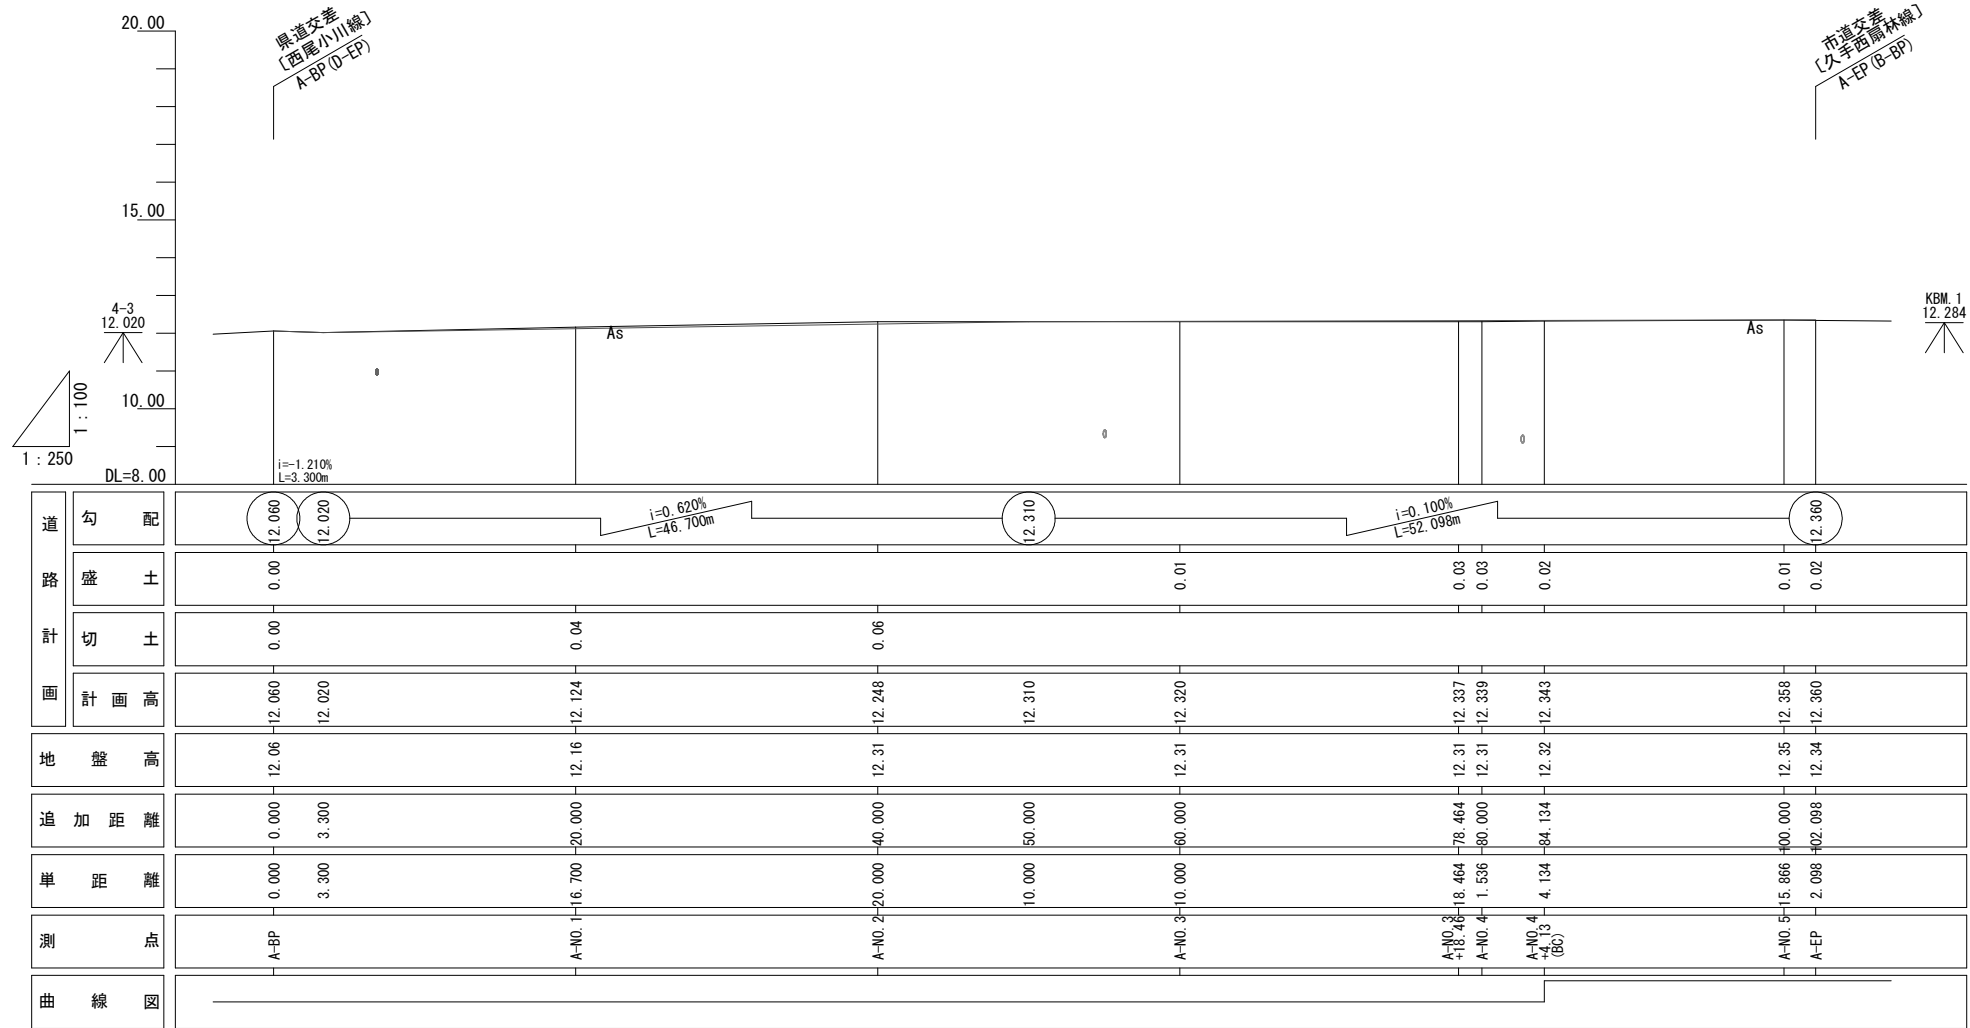 20.00
15.00
10.00
DL=8.00
県道交差
〔西尾小川線〕
A-BP(D-EP)
市道交差
〔久手西扇林線〕
A-EP(B-BP)
4-3
12.020
KBM.1
12.284
As
As
1:100
1:250
i=-1.210%
L=3.300m
道路計画
勾配
12.060
12.020
i=0.620%
L=46.700m
12.310
i=0.100%
L=52.098m
12.360
盛土
0.00
0.01
0.03
0.03
0.02
0.01
0.02
切土
0.00
0.04
0.06
計画高
12.060
12.020
12.124
12.248
12.310
12.320
12.337
12.339
12.343
12.358
12.360
地盤高
12.06
12.16
12.31
12.31
12.31
12.31
12.32
12.35
12.34
追加距離
0.000
3.300
20.000
40.000
50.000
60.000
78.464
80.000
84.134
100.000
102.098
単距離
0.000
3.300
16.700
20.000
10.000
10.000
18.464
1.536
4.134
15.866
2.098
測点
A-BP
A-NO.1
A-NO.2
A-NO.3
A-NO.3
+18.46
A-NO.4
A-NO.4
+4.13
(BC)
A-NO.5
A-EP
曲線図